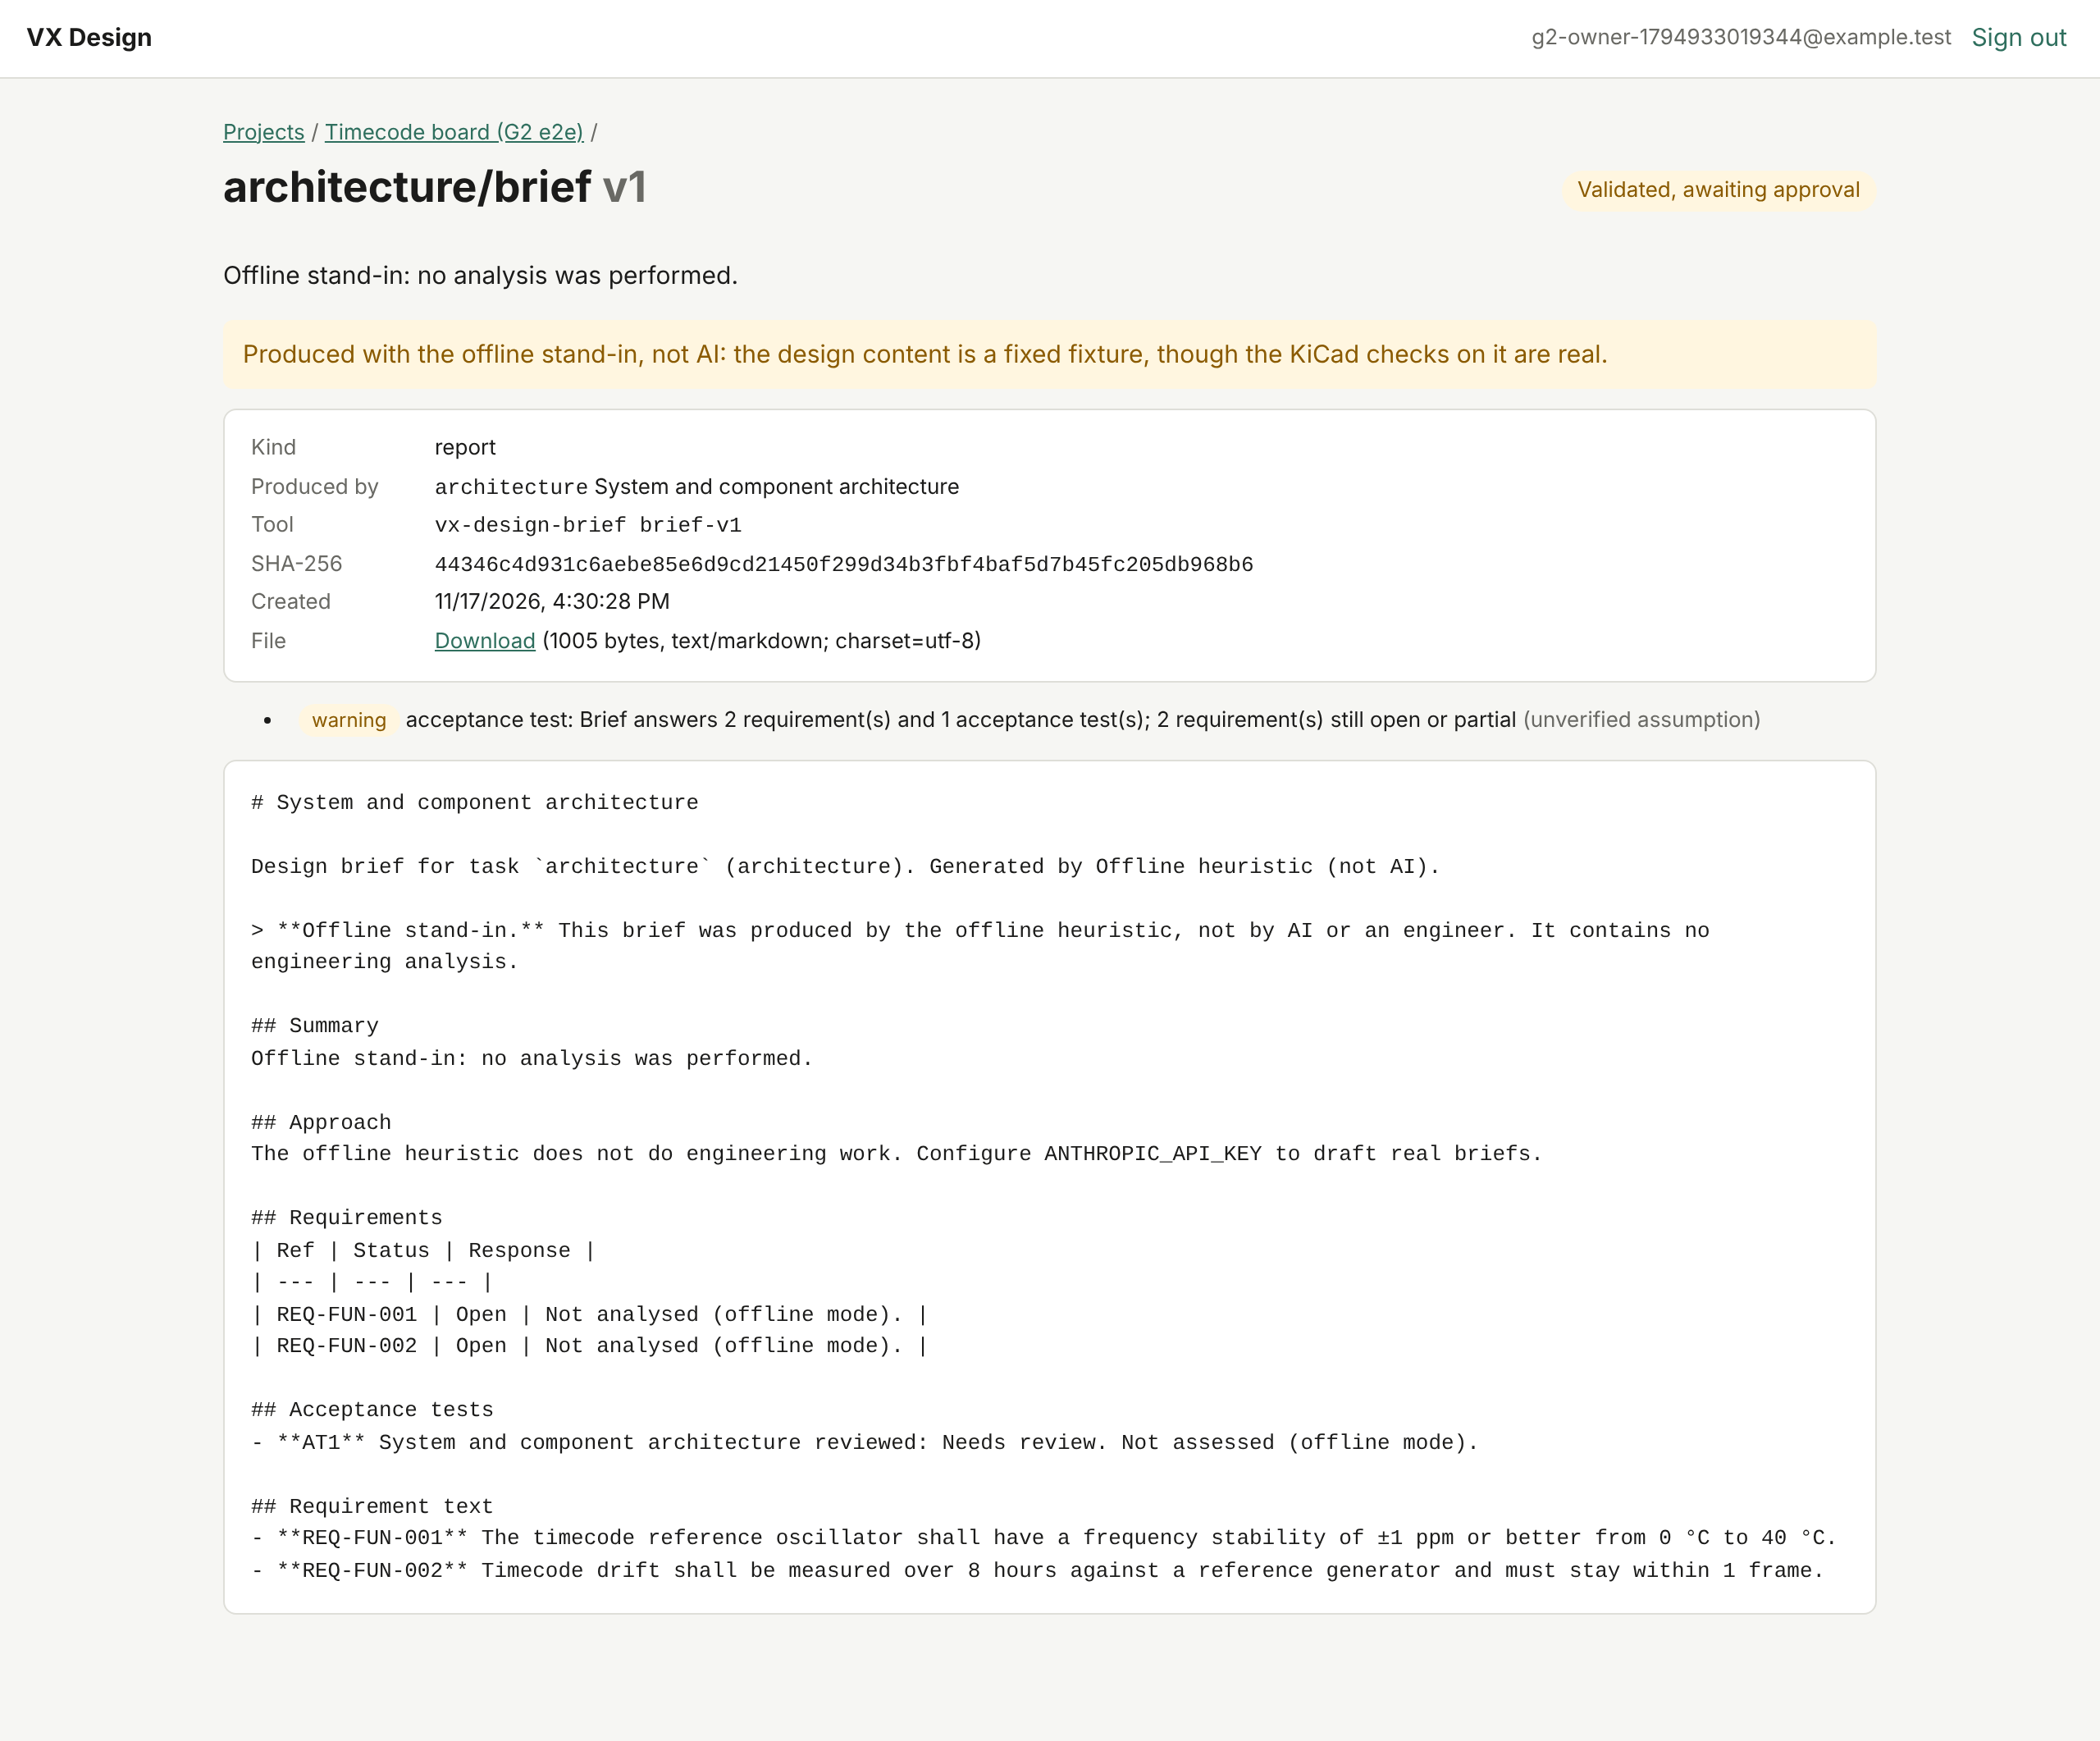 VX Design
g2-owner-1794933019344@example.test Sign out
Projects / Timecode board (G2 e2e) /
architecture/brief v1
Validated, awaiting approval
Offline stand-in: no analysis was performed.
Produced with the offline stand-in, not AI: the design content is a fixed fixture, though the KiCad checks on it are real.
Kind report
Produced by architecture System and component architecture
Tool vx-design-brief brief-v1
SHA-256 44346c4d931c6aebe85e6d9cd21450f299d34b3fbf4baf5d7b45fc205db968b6
Created 11/17/2026, 4:30:28 PM
File Download (1005 bytes, text/markdown; charset=utf-8)
• warning acceptance test: Brief answers 2 requirement(s) and 1 acceptance test(s); 2 requirement(s) still open or partial (unverified assumption)
# System and component architecture
Design brief for task `architecture` (architecture). Generated by Offline heuristic (not AI).
> **Offline stand-in.** This brief was produced by the offline heuristic, not by AI or an engineer. It contains no
engineering analysis.
## Summary
Offline stand-in: no analysis was performed.
## Approach
The offline heuristic does not do engineering work. Configure ANTHROPIC_API_KEY to draft real briefs.
## Requirements
| Ref | Status | Response |
| --- | --- | --- |
| REQ-FUN-001 | Open | Not analysed (offline mode). |
| REQ-FUN-002 | Open | Not analysed (offline mode). |
## Acceptance tests
- **AT1** System and component architecture reviewed: Needs review. Not assessed (offline mode).
## Requirement text
- **REQ-FUN-001** The timecode reference oscillator shall have a frequency stability of ±1 ppm or better from 0 °C to 40 °C.
- **REQ-FUN-002** Timecode drift shall be measured over 8 hours against a reference generator and must stay within 1 frame.